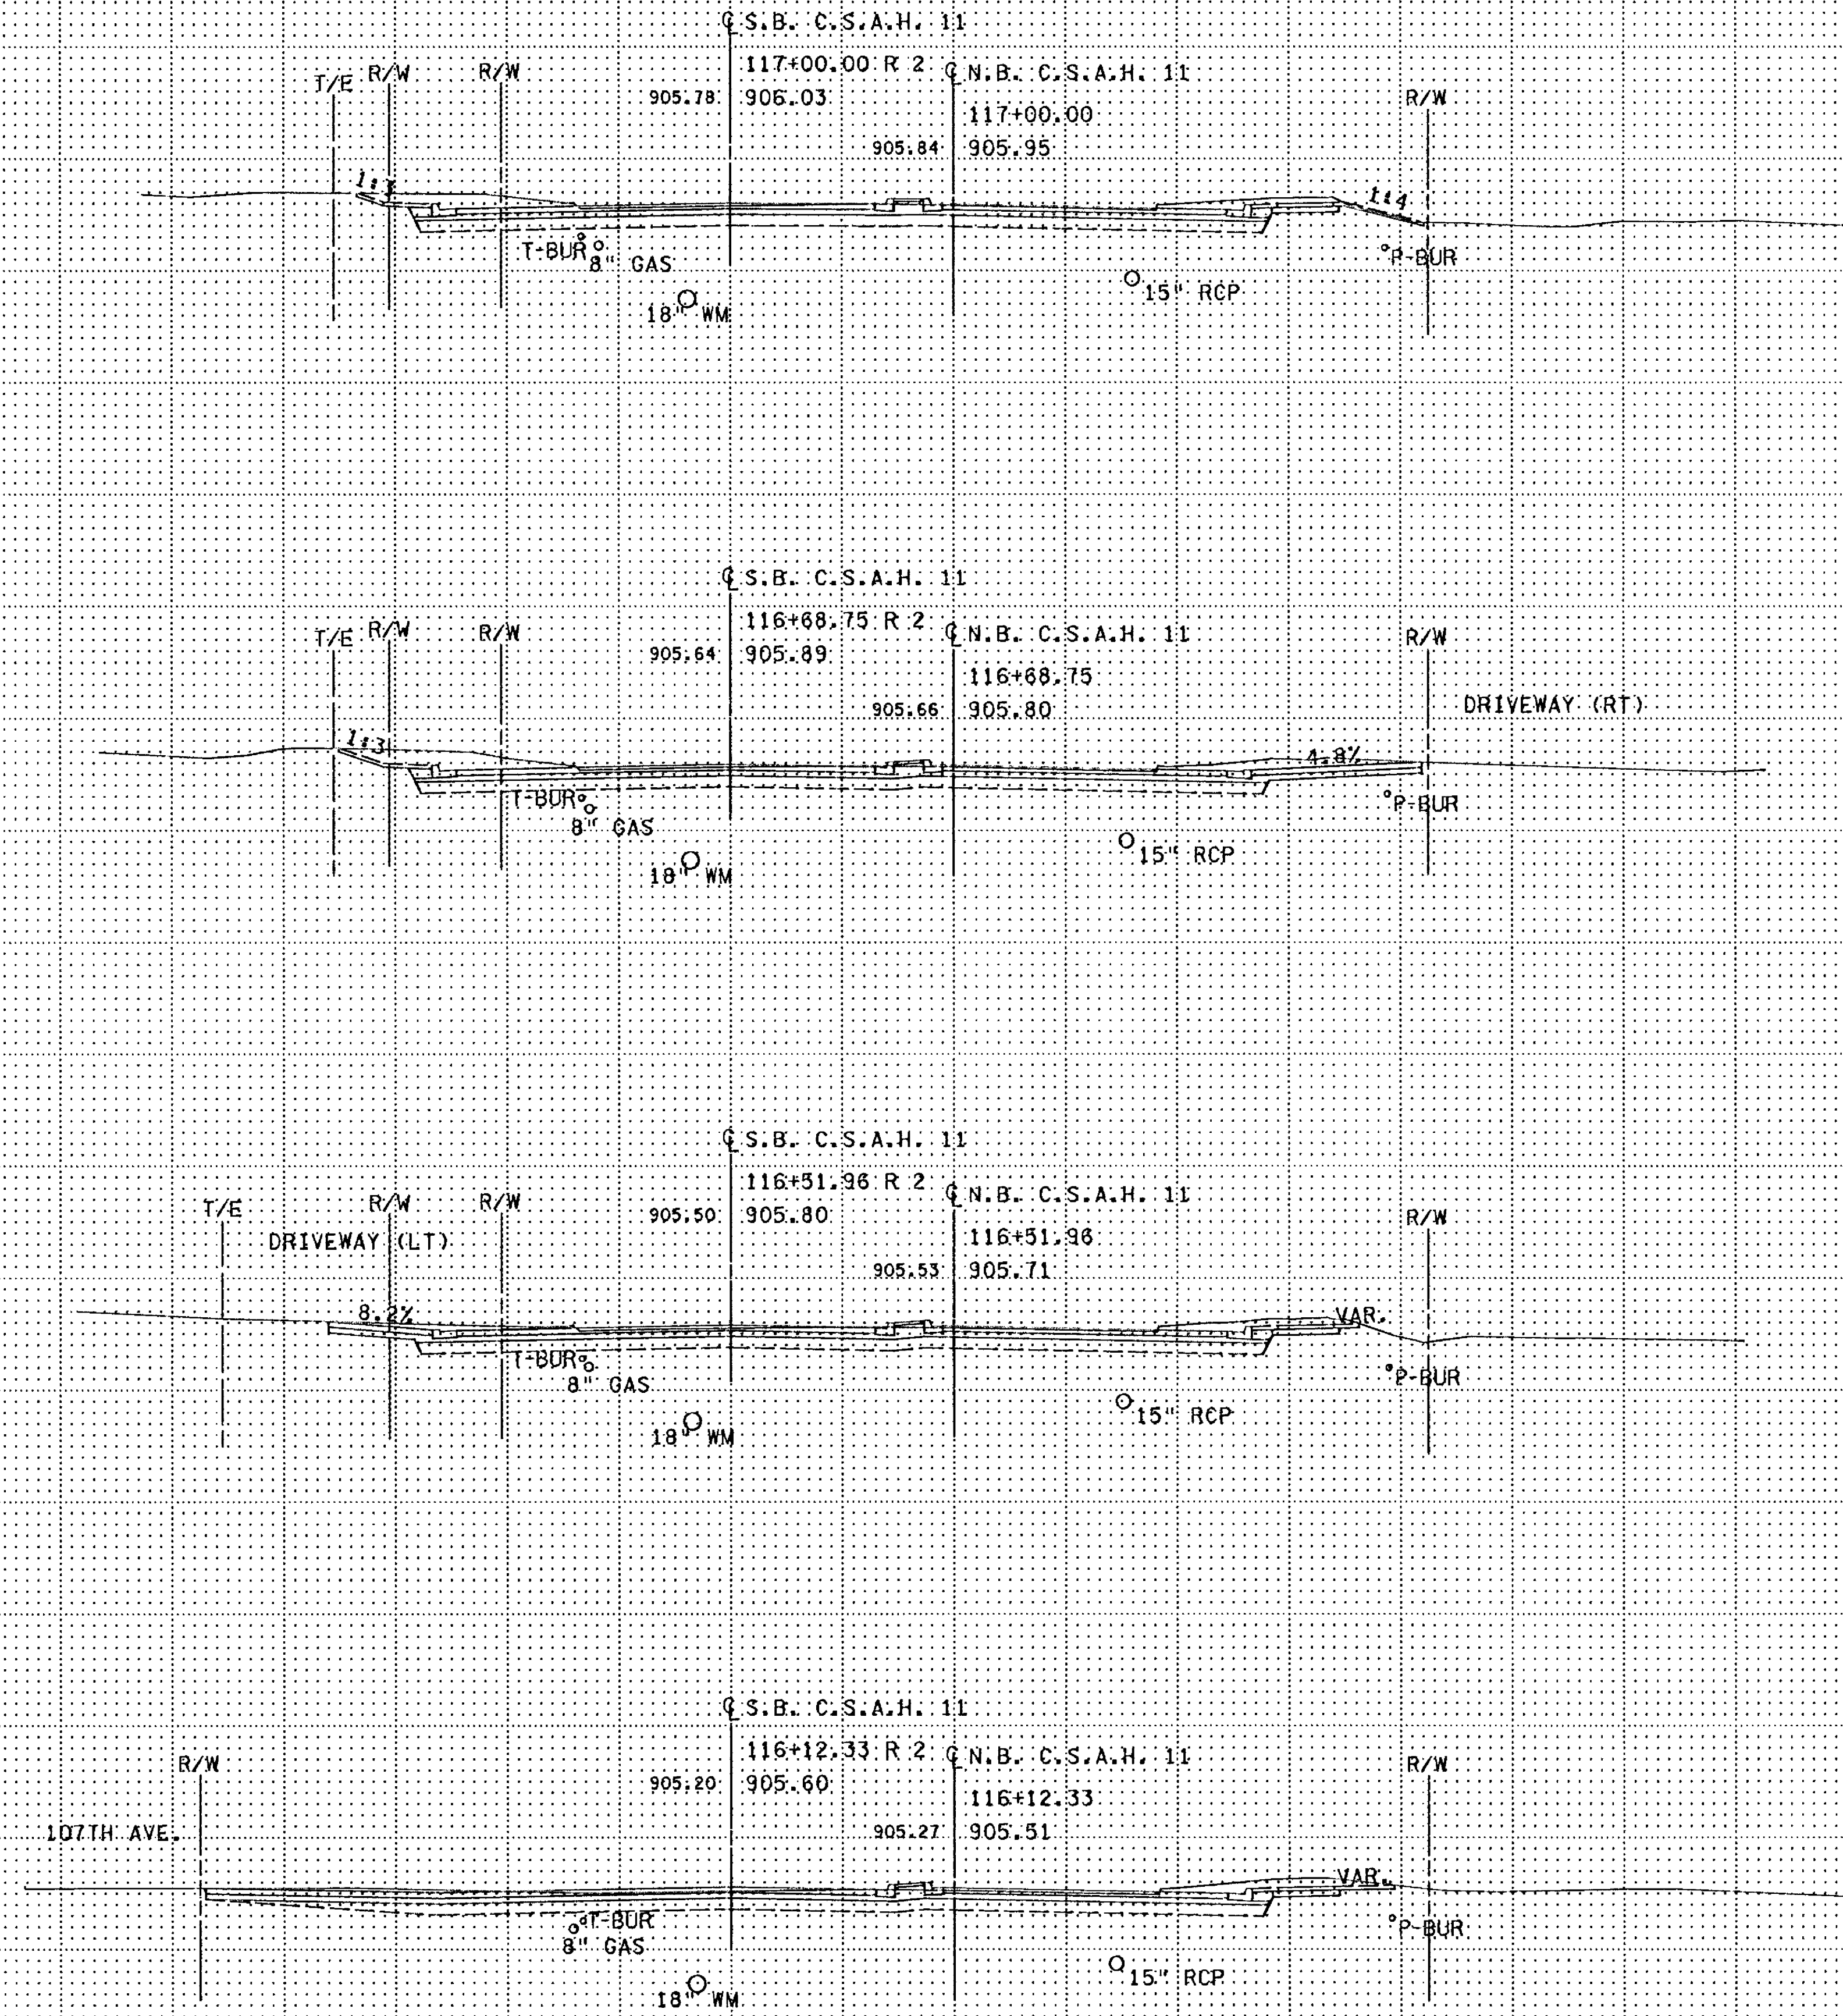 ℄ S.B. C.S.A.H. 11
117+00.00 R 2
905.78 906.03
℄ N.B. C.S.A.H. 11
117+00.00
905.84 905.95
T/E R/W R/W R/W
1:3
1:4
T-BUR
8" GAS
P-BUR
18" WM
15" RCP
℄ S.B. C.S.A.H. 11
116+68.75 R 2
905.64 905.89
℄ N.B. C.S.A.H. 11
116+68.75
905.66 905.80
T/E R/W R/W R/W
DRIVEWAY (RT)
1:3
4.8%
T-BUR
8" GAS
P-BUR
18" WM
15" RCP
℄ S.B. C.S.A.H. 11
116+51.96 R 2
905.50 905.80
℄ N.B. C.S.A.H. 11
116+51.96
905.53 905.71
T/E R/W R/W R/W
DRIVEWAY (LT)
8.2%
VAR.
T-BUR
8" GAS
P-BUR
18" WM
15" RCP
℄ S.B. C.S.A.H. 11
116+12.33 R 2
905.20 905.60
℄ N.B. C.S.A.H. 11
116+12.33
905.27 905.51
R/W R/W
107TH AVE.
VAR.
T-BUR
8" GAS
P-BUR
18" WM
15" RCP